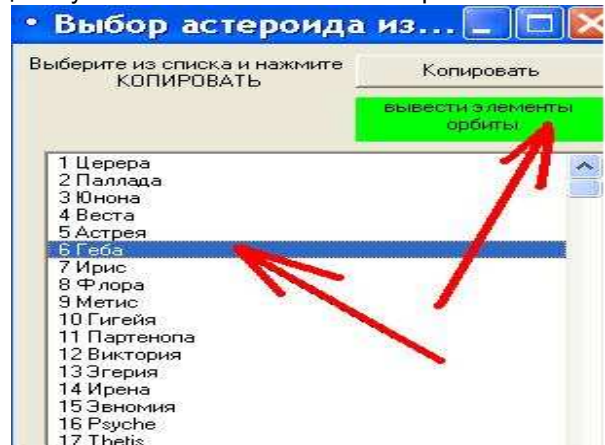 Выбор астероида из...
Выберите из списка и нажмите
КОПИРОВАТЬ
Копировать
вывести элементы
орбиты
1 Церера
2 Паллада
3 Юнона
4 Веста
5 Астрея
6 Геба
7 Ирис
8 Флора
9 Метис
10 Гигейя
11 Партенопа
12 Виктория
13 Эгерия
14 Ирена
15 Эвномия
16 Psyche
17 Thetis